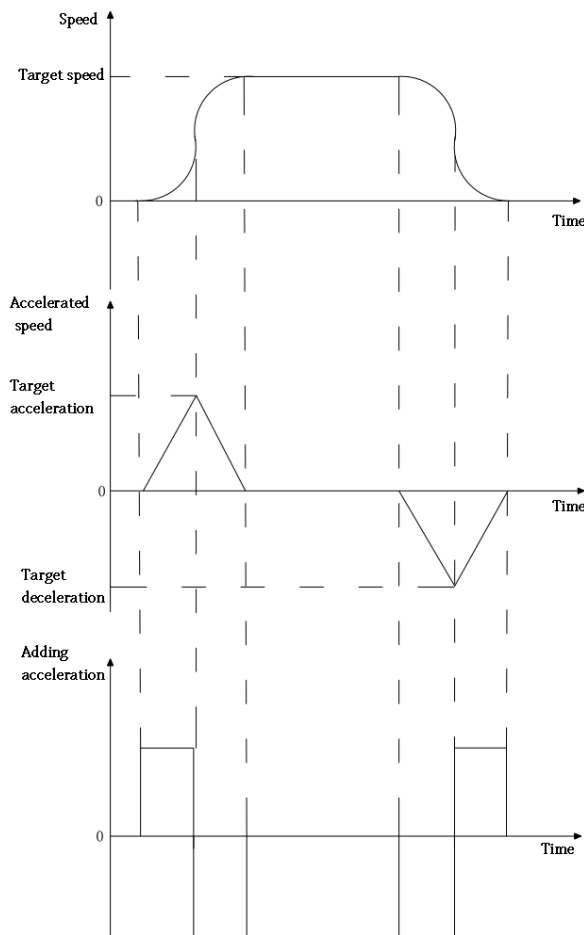 Speed
Target speed
0
Time
Accelerated
speed
Target
acceleration
0
Time
Target
deceleration
Adding
acceleration
0
Time